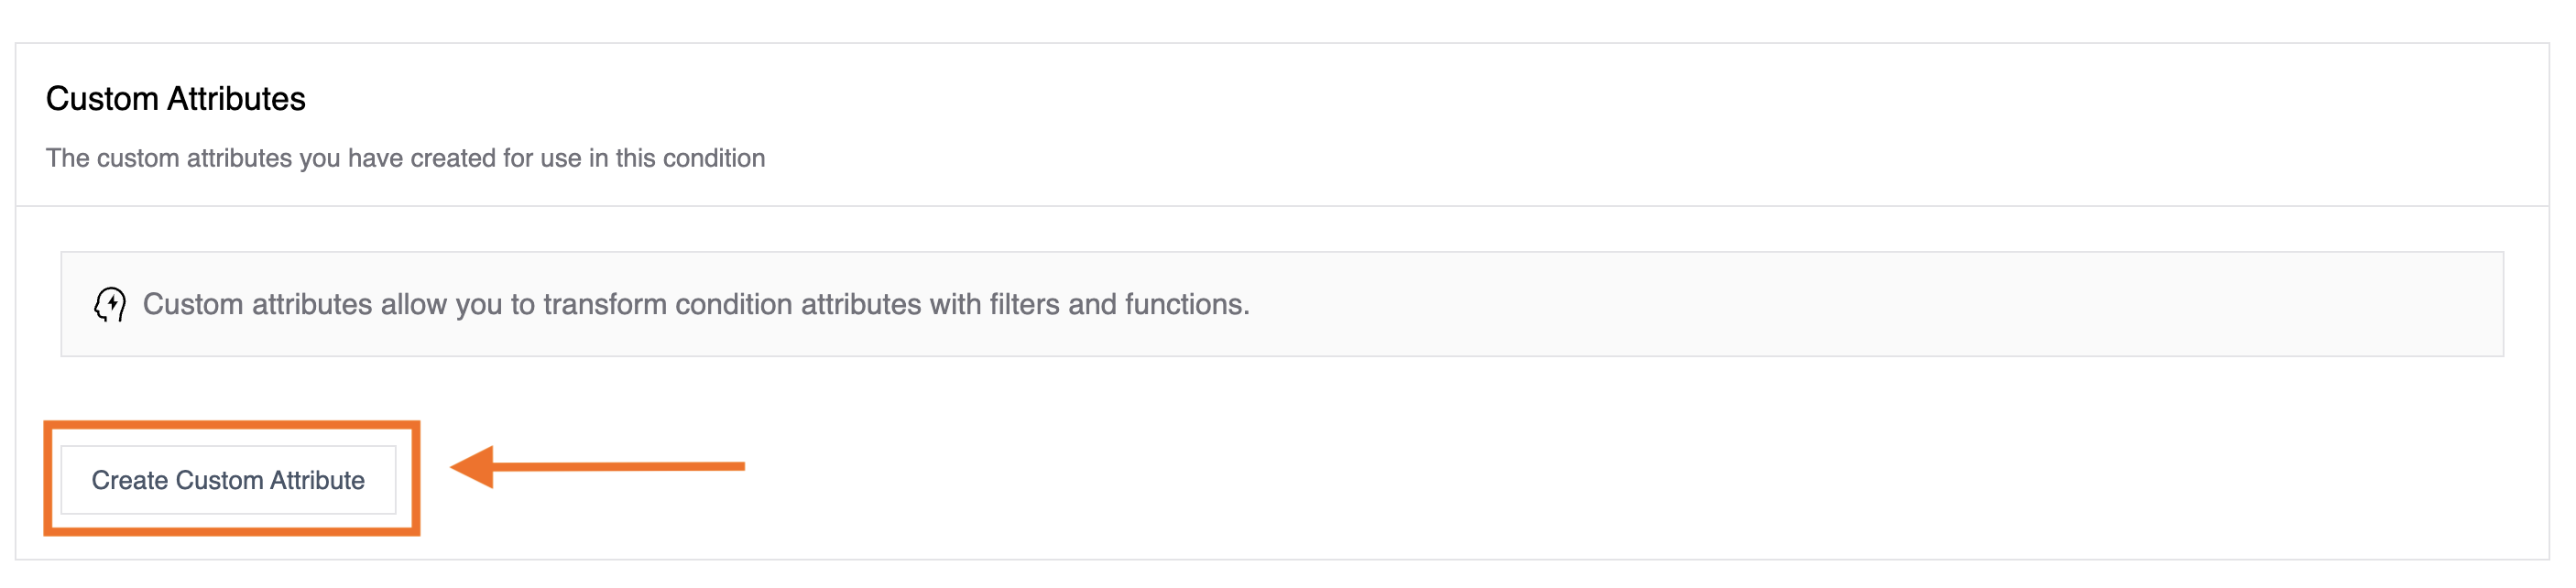 Custom Attributes
The custom attributes you have created for use in this condition
Custom attributes allow you to transform condition attributes with filters and functions.
Create Custom Attribute